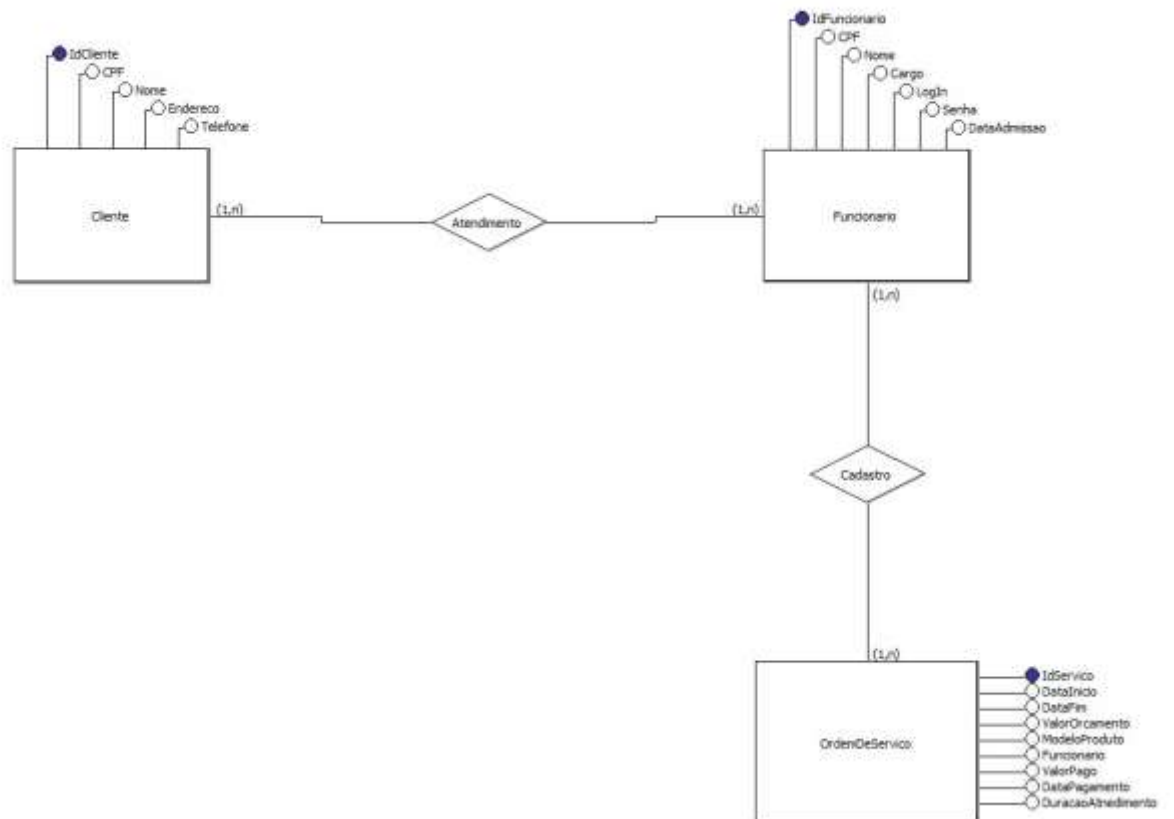 IdCliente
CPF
Nome
Endereco
Telefone
Cliente
(1,n)
Atendimento
(1,n)
IdFuncionario
CPF
Nome
Cargo
LogIn
Senha
DataAdmissao
Funcionario
(1,n)
Cadastro
(1,n)
OrdemDeServico
IdServico
DataInicio
DataFim
ValorOrcamento
ModeloProduto
Funcionario
ValorPago
DataPagamento
DuracaoAtnedimento